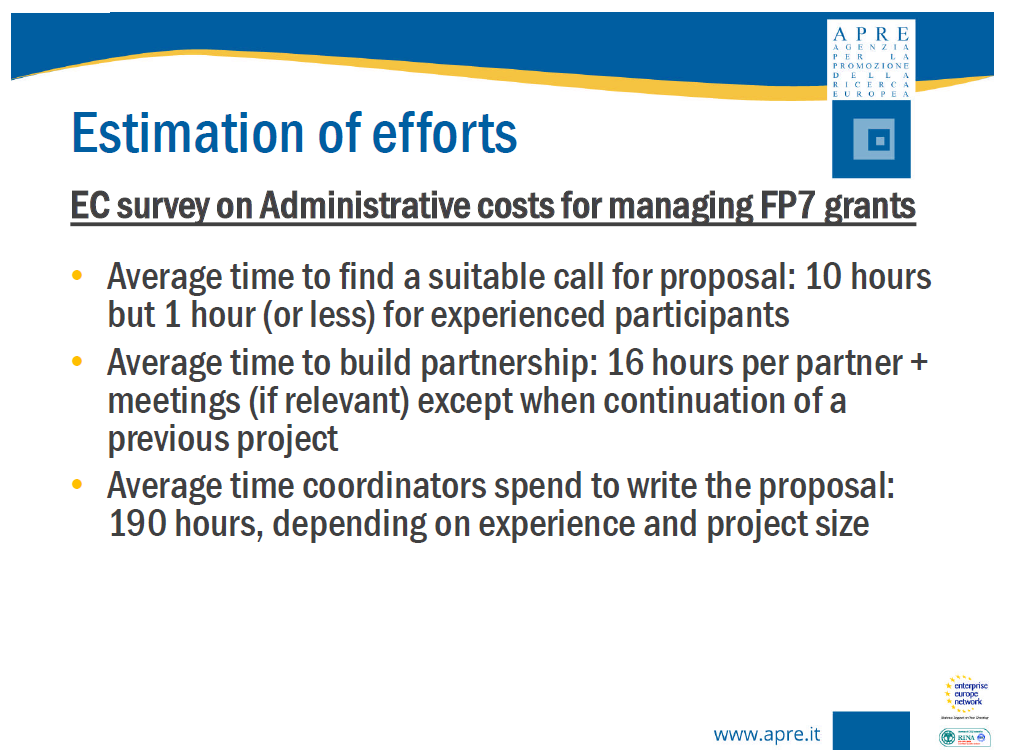 APRE
AGENZIA
PER LA
PROMOZIONE
DELLA
RICERCA
EUROPEA
Estimation of efforts
EC survey on Administrative costs for managing FP7 grants
• Average time to find a suitable call for proposal: 10 hours
but 1 hour (or less) for experienced participants
• Average time to build partnership: 16 hours per partner +
meetings (if relevant) except when continuation of a
previous project
• Average time coordinators spend to write the proposal:
190 hours, depending on experience and project size
enterprise
europe
network
www.apre.it
RINA